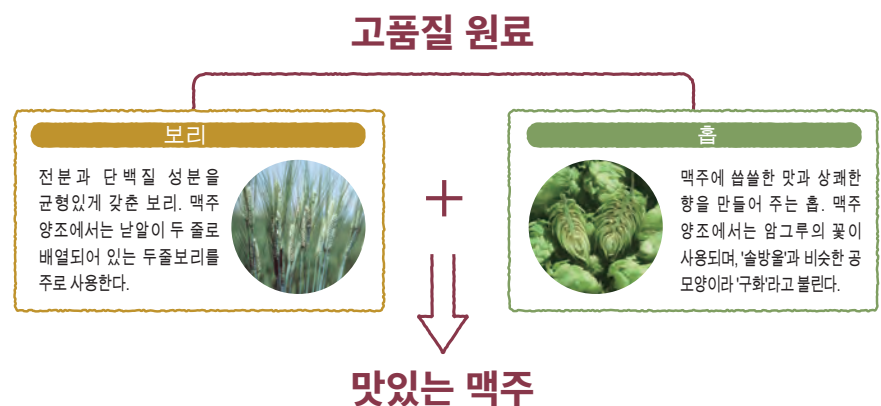 고품질 원료
보리
전분과 단백질 성분을
균형있게 갖춘 보리. 맥주
양조에서는 낟알이 두 줄로
배열되어 있는 두줄보리를
주로 사용한다.
+
홉
맥주에 씁쓸한 맛과 상쾌한
향을 만들어 주는 홉. 맥주
양조에서는 암그루의 꽃이
사용되며, '솔방울'과 비슷한 공
모양이라 '구화'라고 불린다.
맛있는 맥주